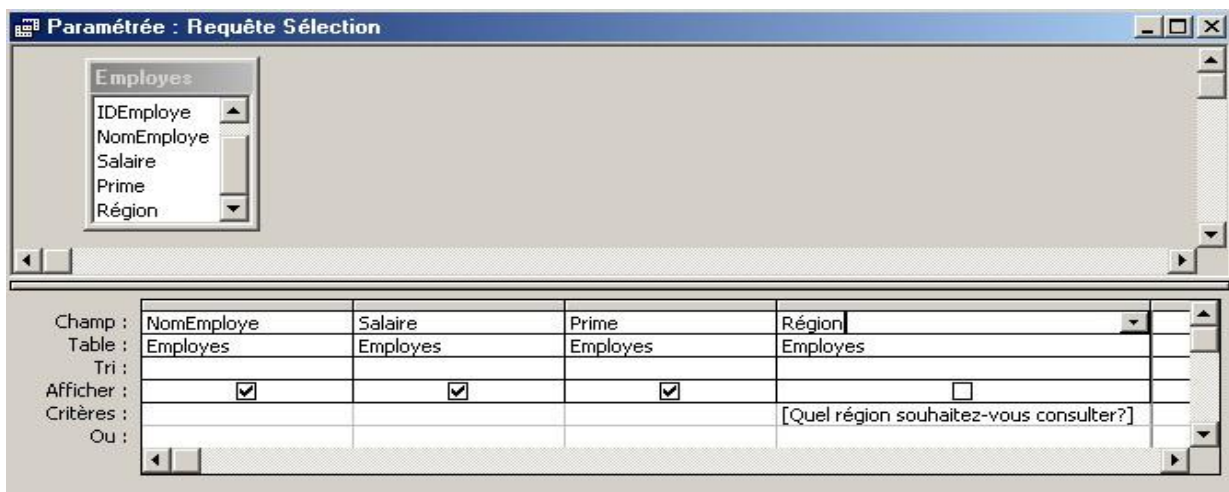 Paramétrée : Requête Sélection
Employes
IDEmploye
NomEmploye
Salaire
Prime
Région
Champ : NomEmploye Salaire Prime Région
Table : Employes Employes Employes Employes
Tri :
Afficher :
Critères : [Quel région souhaitez-vous consulter?]
Ou :